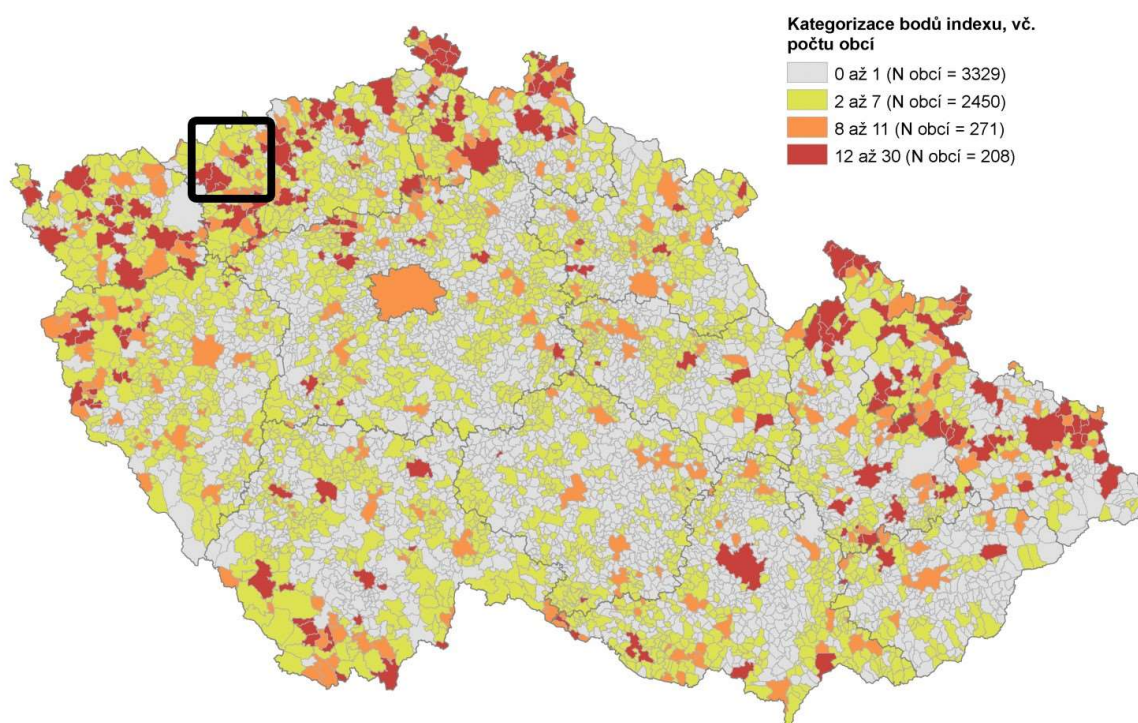 Kategorizace bodů indexu, vč.
počtu obcí
0 až 1 (N obcí = 3329)
2 až 7 (N obcí = 2450)
8 až 11 (N obcí = 271)
12 až 30 (N obcí = 208)